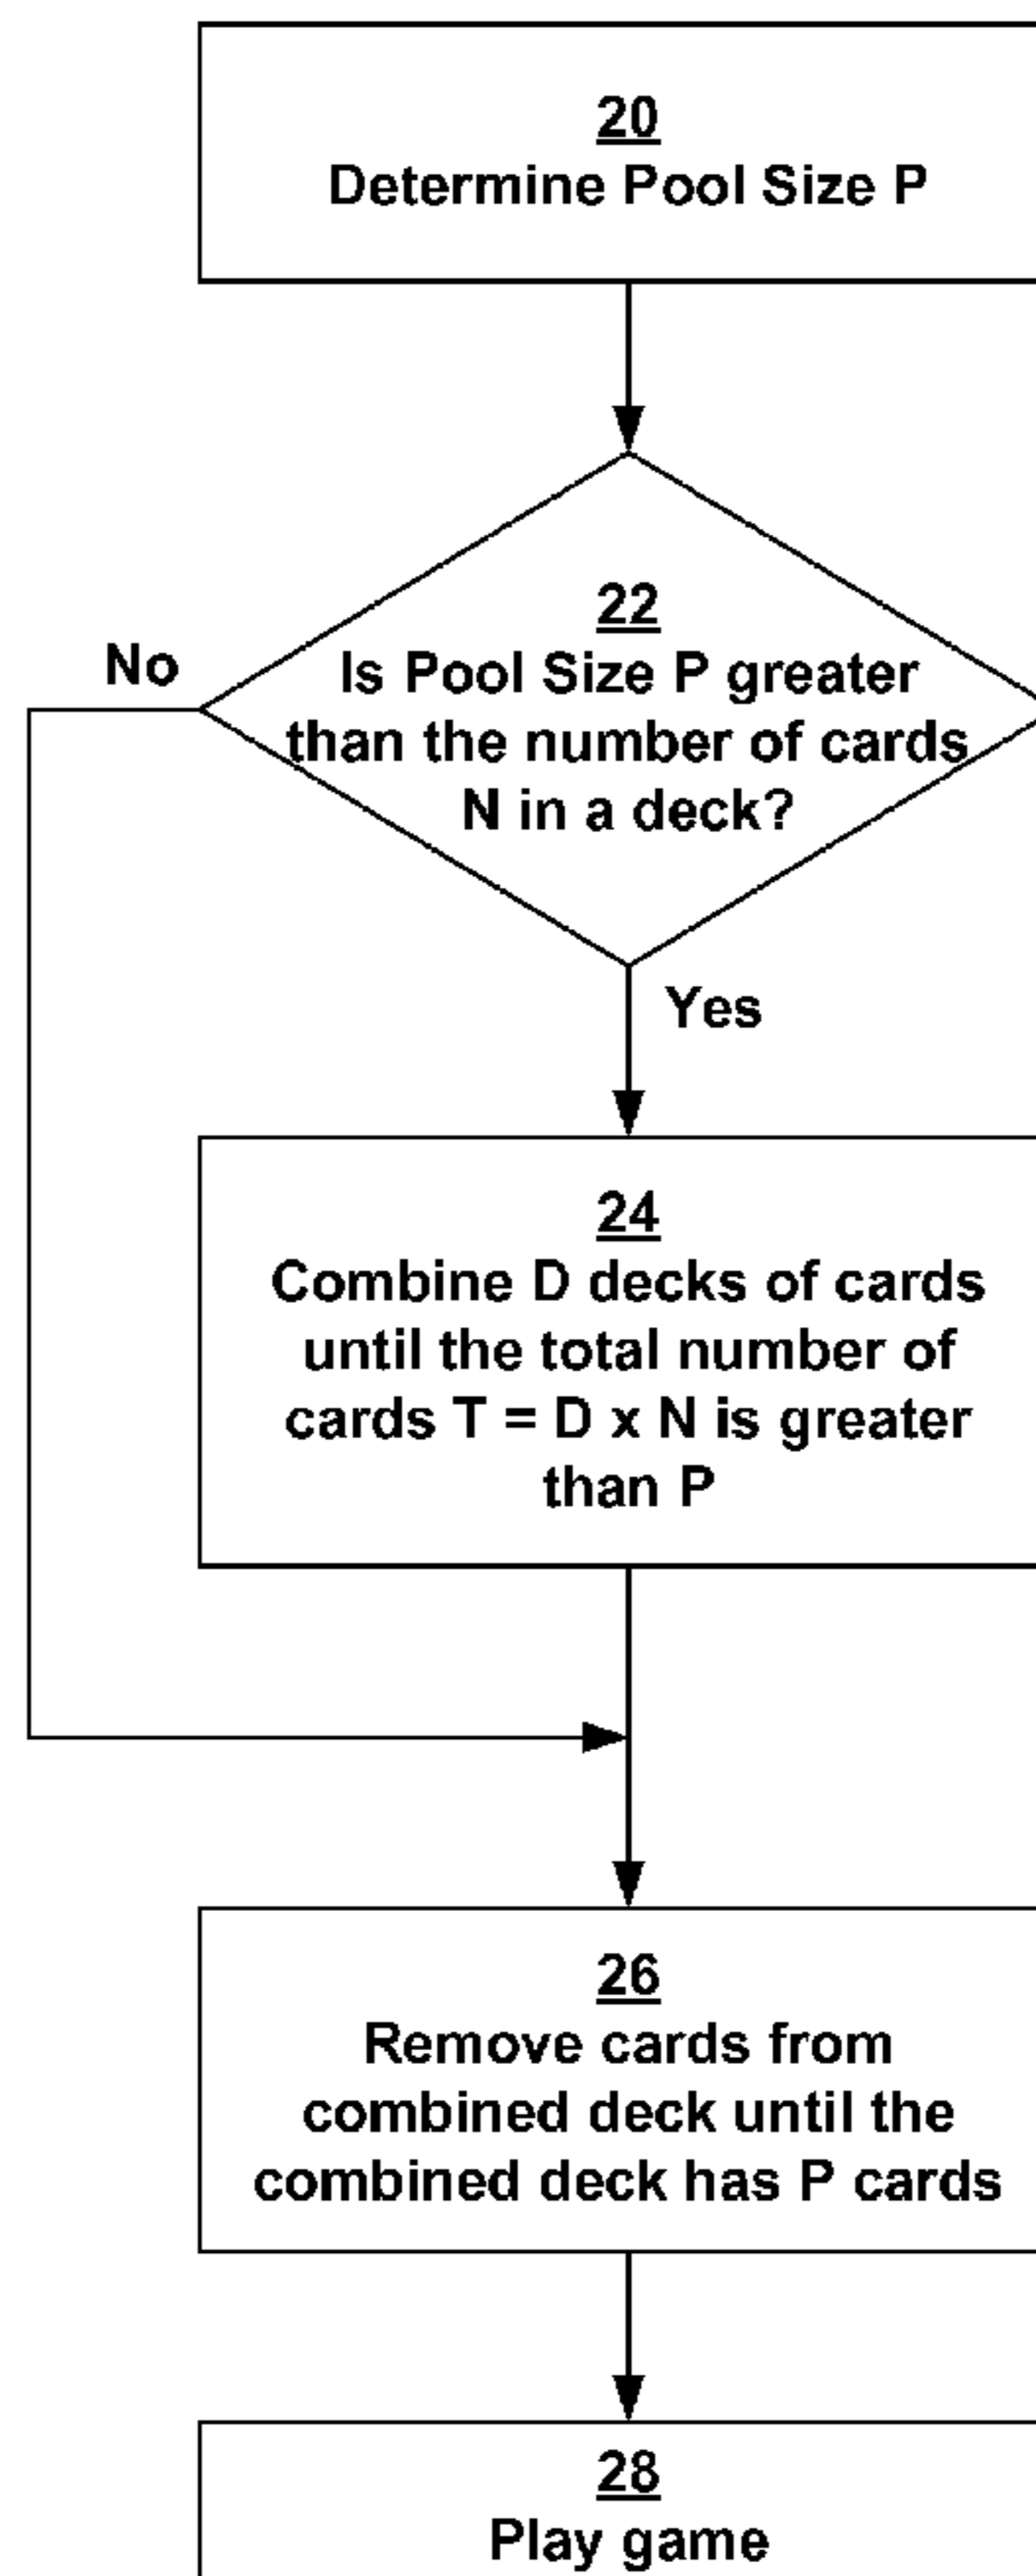 20
Determine Pool Size P
22
Is Pool Size P greater
than the number of cards
N in a deck?
No
Yes
24
Combine D decks of cards
until the total number of
cards T = D x N is greater
than P
26
Remove cards from
combined deck until the
combined deck has P cards
28
Play game